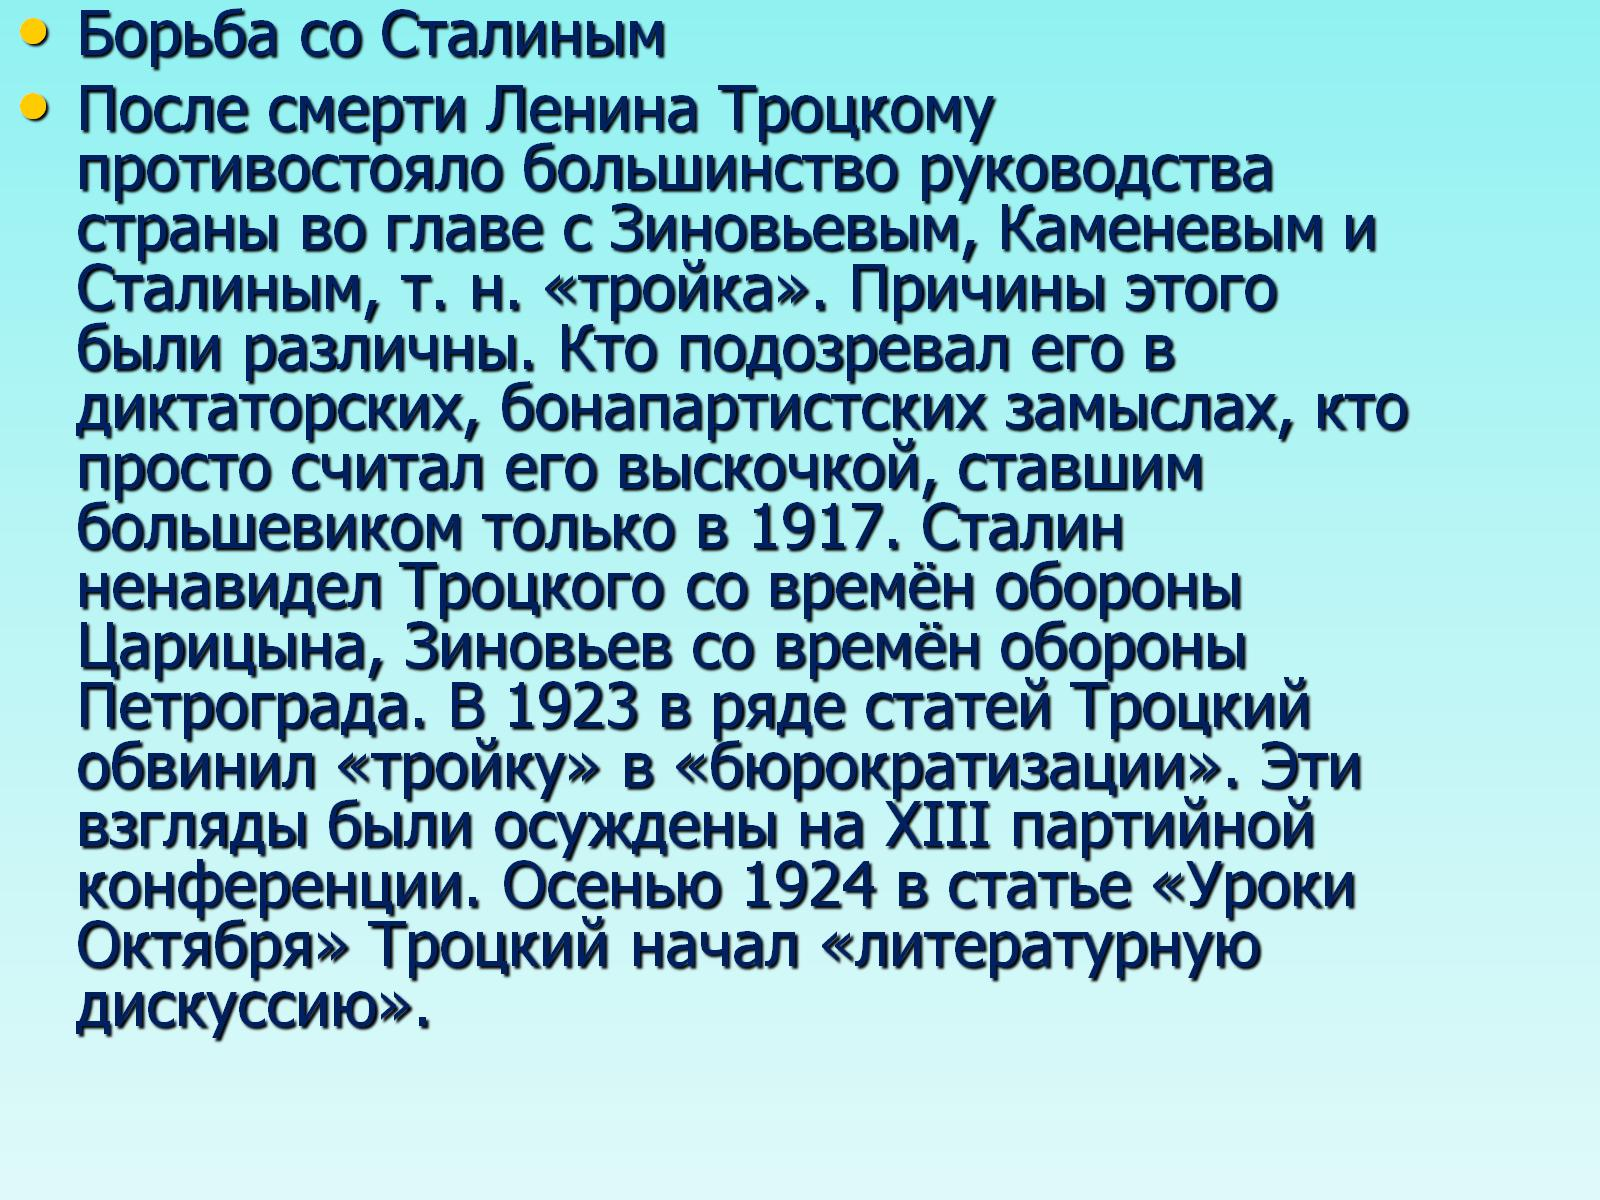 • Борьба со Сталиным
• После смерти Ленина Троцкому
противостояло большинство руководства
страны во главе с Зиновьевым, Каменевым и
Сталиным, т. н. «тройка». Причины этого
были различны. Кто подозревал его в
диктаторских, бонапартистских замыслах, кто
просто считал его выскочкой, ставшим
большевиком только в 1917. Сталин
ненавидел Троцкого со времён обороны
Царицына, Зиновьев со времён обороны
Петрограда. В 1923 в ряде статей Троцкий
обвинил «тройку» в «бюрократизации». Эти
взгляды были осуждены на XIII партийной
конференции. Осенью 1924 в статье «Уроки
Октября» Троцкий начал «литературную
дискуссию».